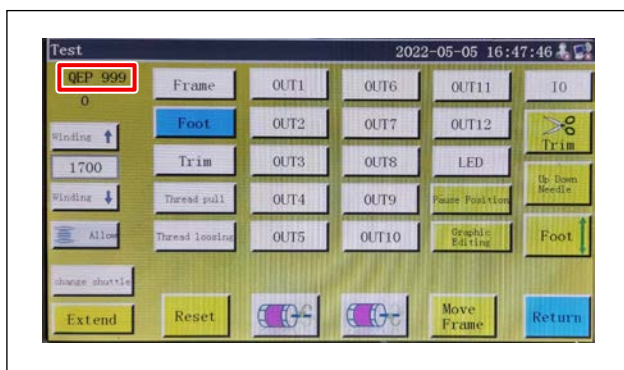 Test 2022-05-05 16:47:46
QEP 999
0
Frame OUT1 OUT6 OUT11 IO
Winding
Foot OUT2 OUT7 OUT12
Trim
1700
Trim OUT3 OUT8 LED
Winding
Thread pull OUT4 OUT9 Pause Position
Up Down
Needle
Allow
Thread loosing OUT5 OUT10
Graphic
Editing
Foot
change shuttle
Extend Reset
Move
Frame
Return